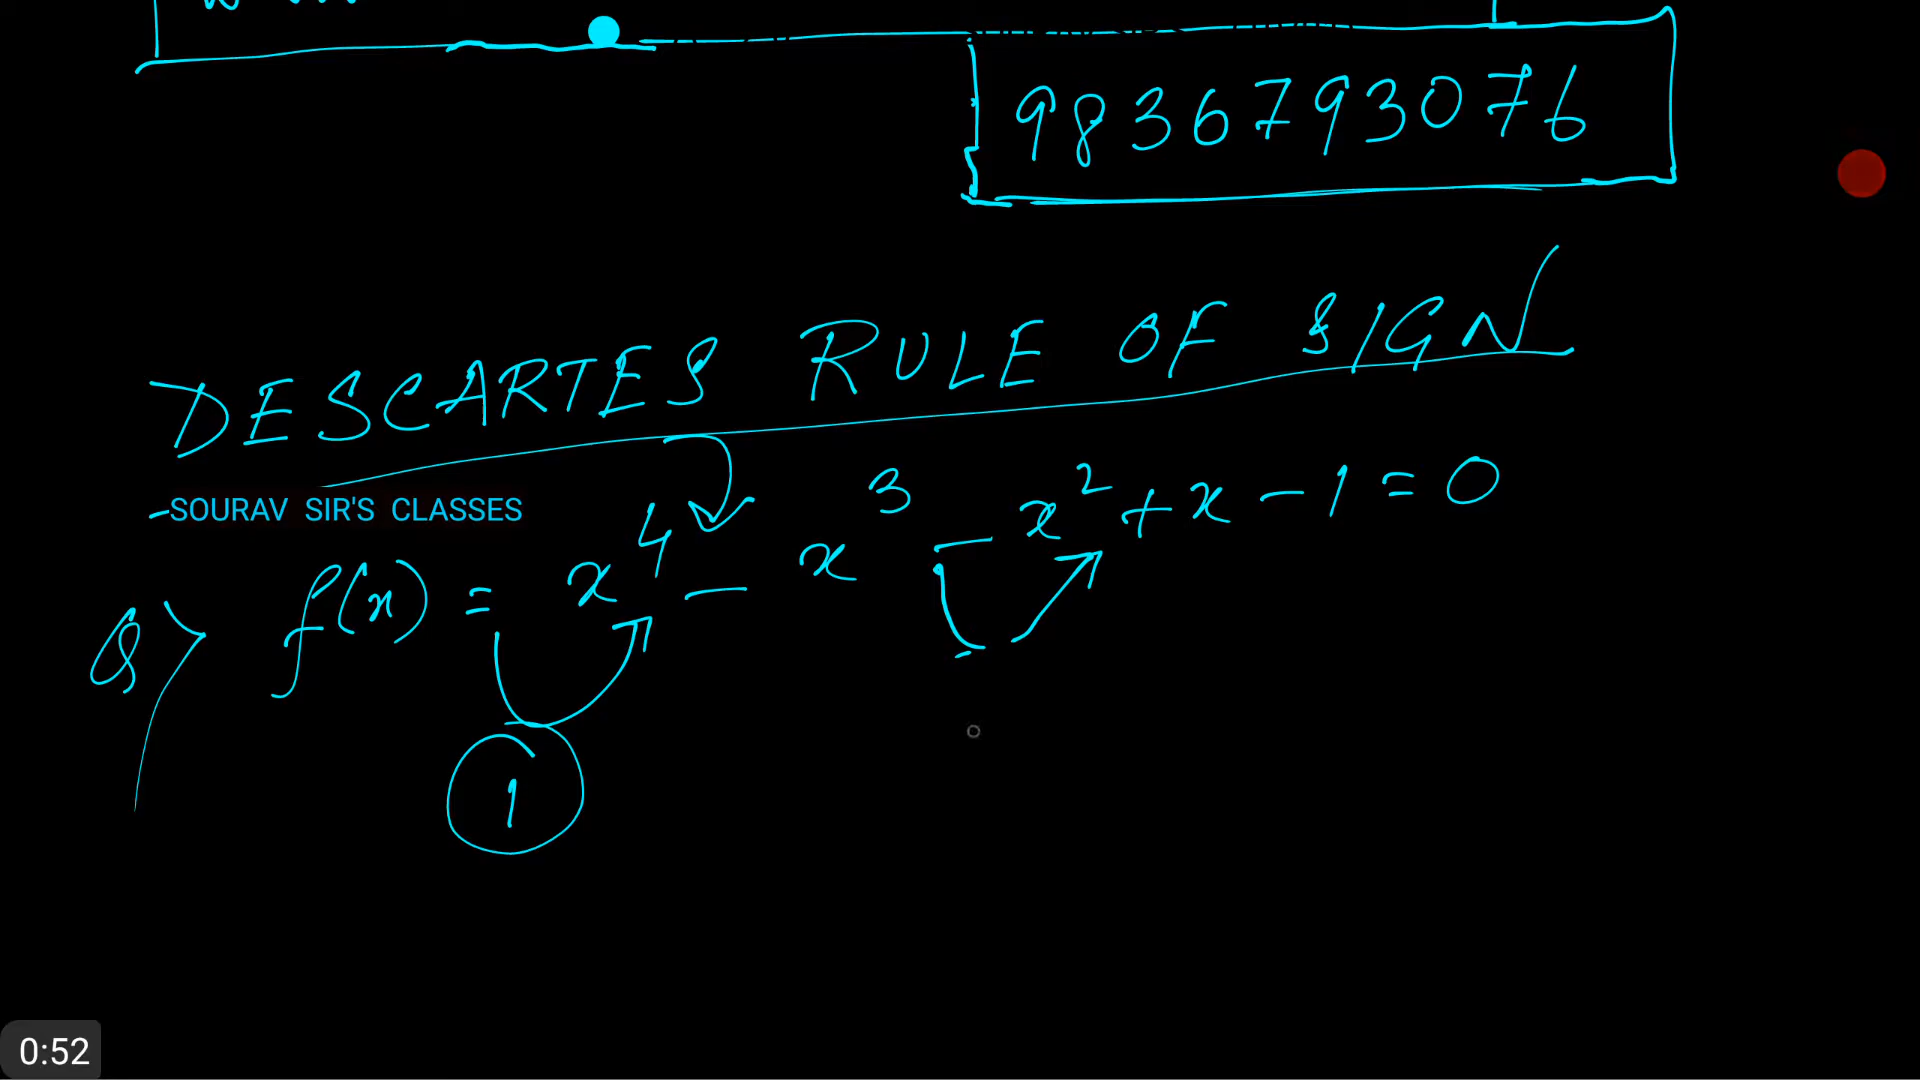 9836793076
DESCARTES RULE OF SIGN
-SOURAV SIR'S CLASSES
Q) f(x) = x⁴ - x³ - x² + x - 1 = 0
1
0:52